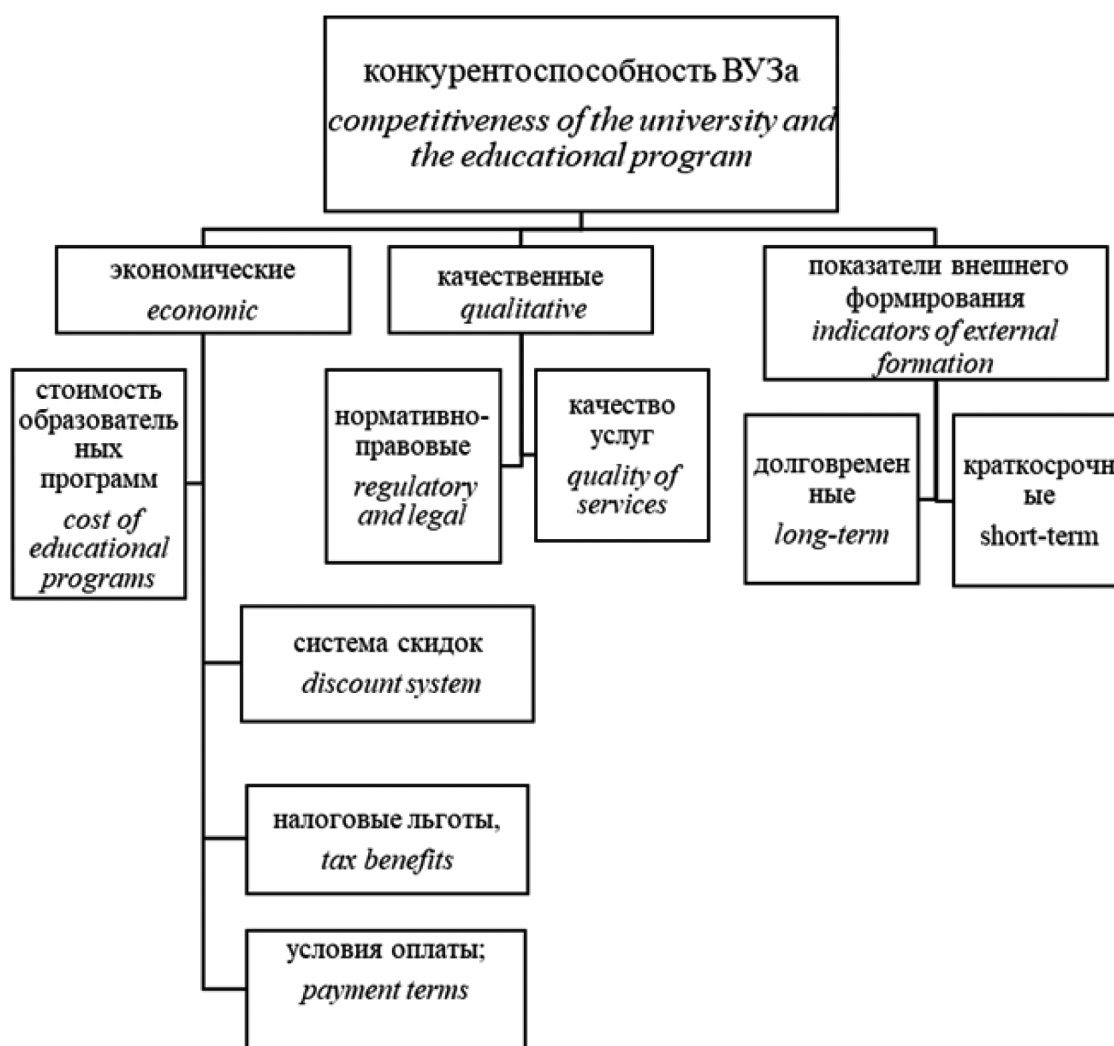 конкурентоспособность ВУЗа
competitiveness of the university and
the educational program
экономические
economic
качественные
qualitative
показатели внешнего
формирования
indicators of external
formation
стоимость
образователь
ных
программ
cost of
educational
programs
нормативно-
правовые
regulatory
and legal
качество
услуг
quality of
services
долговремен
ные
long-term
краткосрочн
ые
short-term
система скидок
discount system
налоговые льготы,
tax benefits
условия оплаты;
payment terms